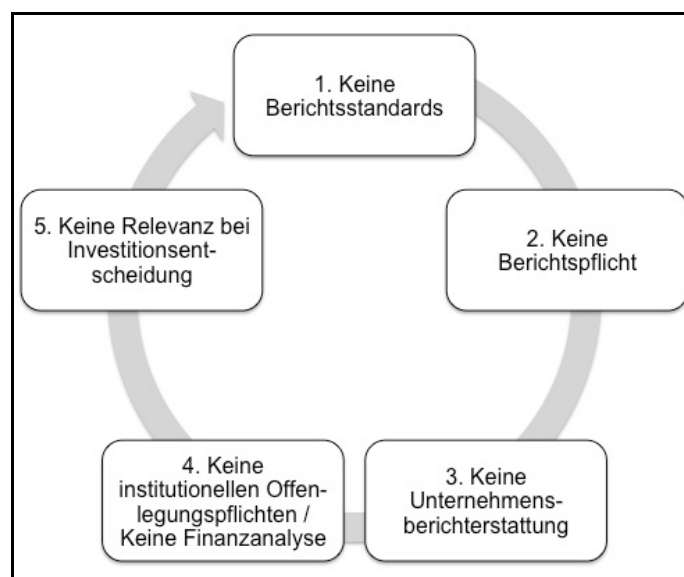 1. Keine
Berichtsstandards
2. Keine
Berichtspflicht
3. Keine
Unternehmens-
berichterstattung
4. Keine
institutionellen Offen-
legungspflichten /
Keine Finanzanalyse
5. Keine Relevanz bei
Investitionsent-
scheidung